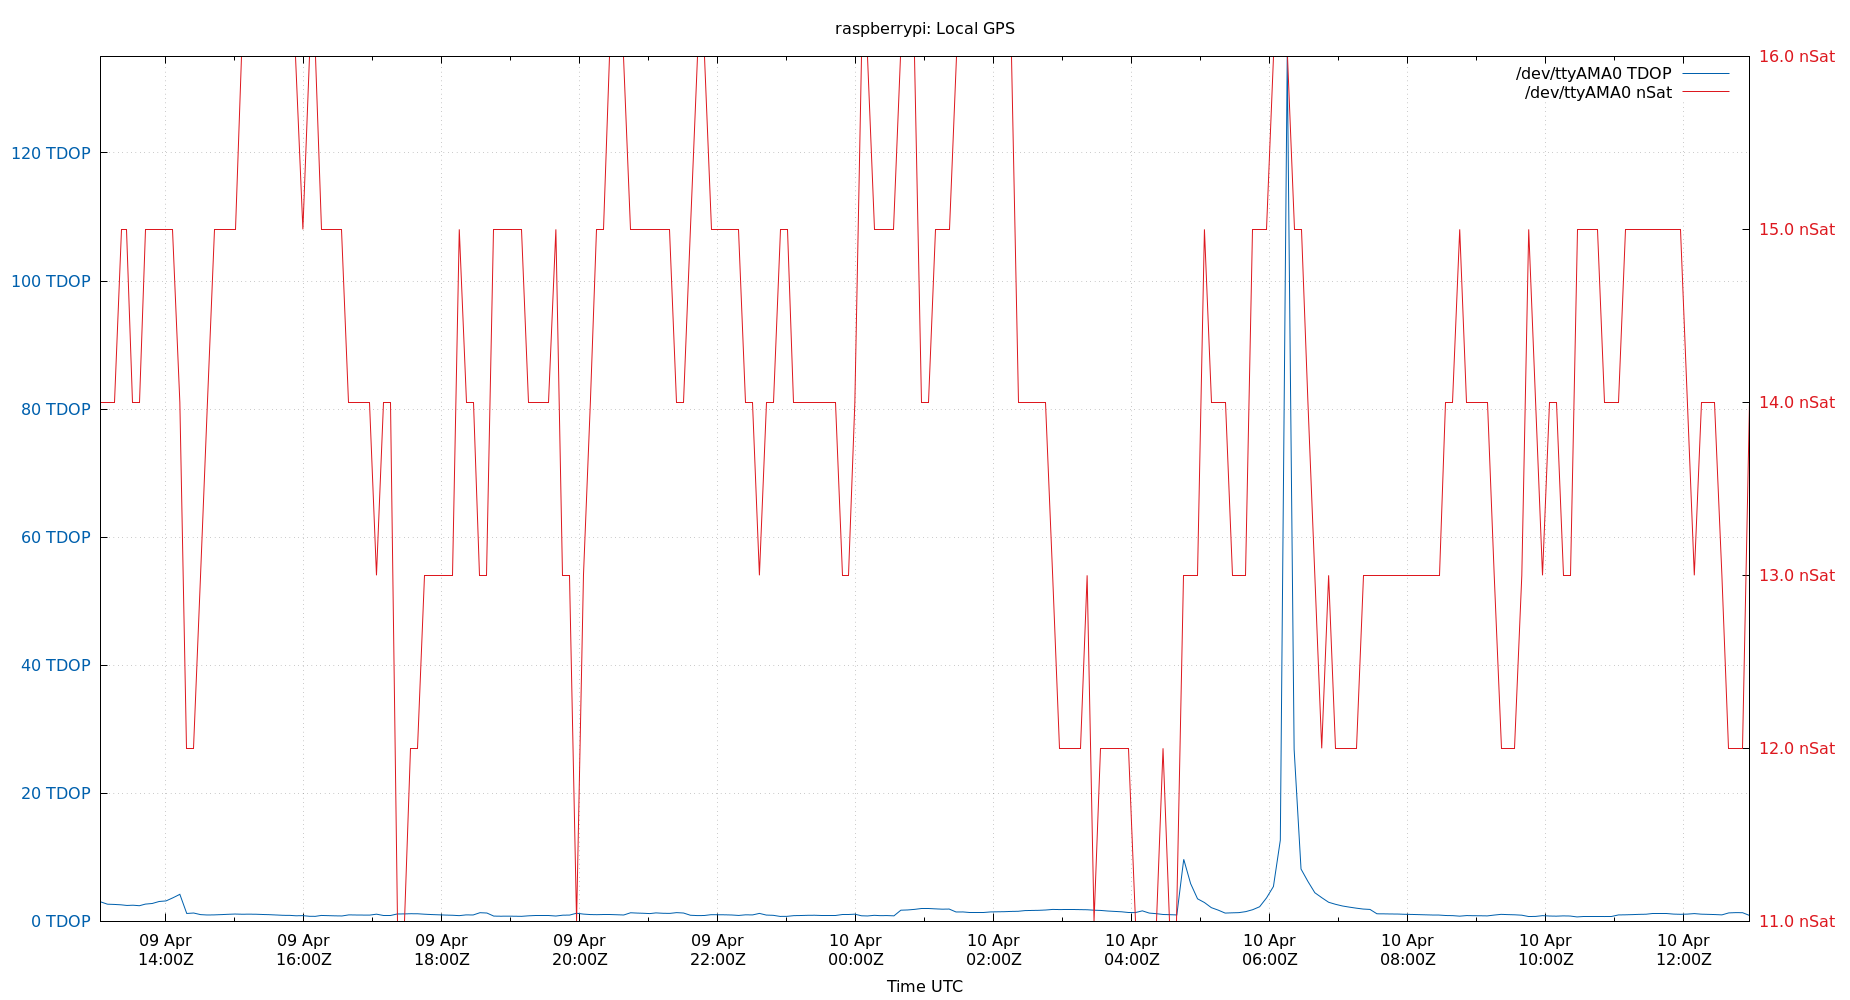 raspberrypi: Local GPS
/dev/ttyAMA0 TDOP
/dev/ttyAMA0 nSat
120 TDOP
100 TDOP
80 TDOP
60 TDOP
40 TDOP
20 TDOP
0 TDOP
16.0 nSat
15.0 nSat
14.0 nSat
13.0 nSat
12.0 nSat
11.0 nSat
09 Apr
14:00Z
09 Apr
16:00Z
09 Apr
18:00Z
09 Apr
20:00Z
09 Apr
22:00Z
10 Apr
00:00Z
10 Apr
02:00Z
10 Apr
04:00Z
10 Apr
06:00Z
10 Apr
08:00Z
10 Apr
10:00Z
10 Apr
12:00Z
Time UTC